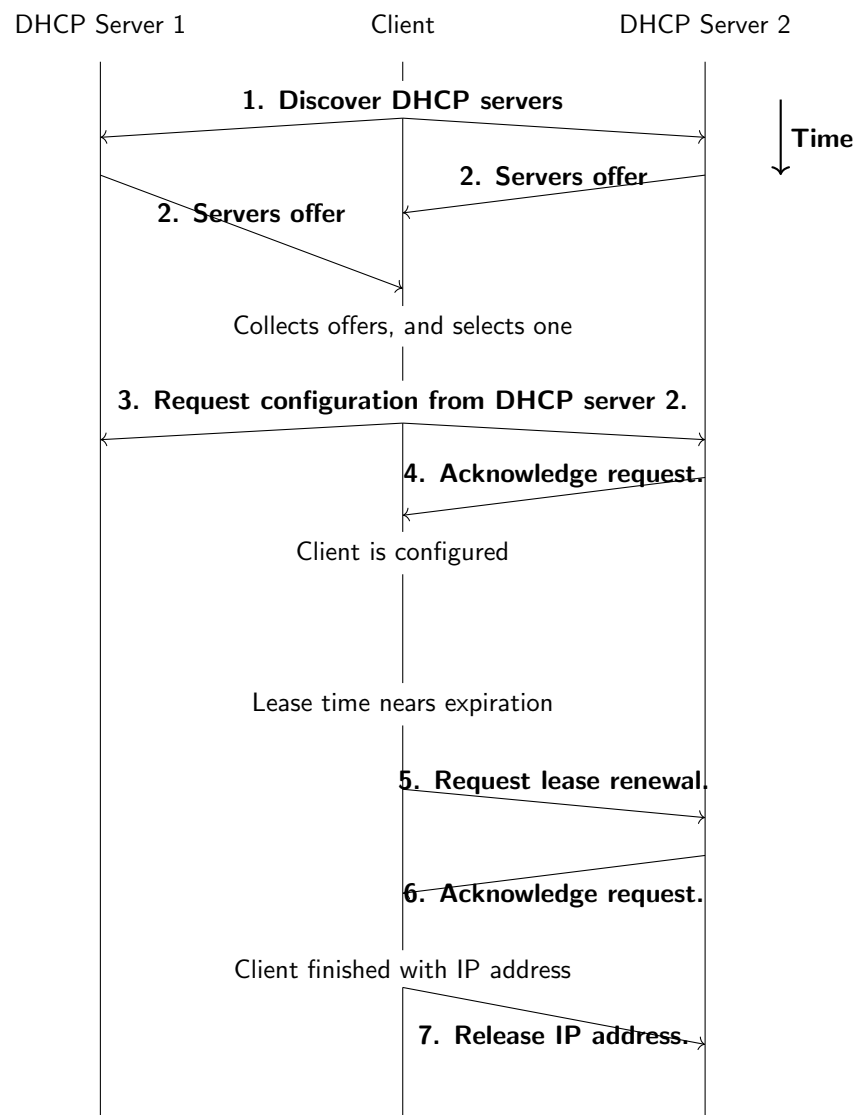 DHCP Server 1
Client
DHCP Server 2
1. Discover DHCP servers
Time
2. Servers offer
2. Servers offer
Collects offers, and selects one
3. Request configuration from DHCP server 2.
4. Acknowledge request.
Client is configured
Lease time nears expiration
5. Request lease renewal.
6. Acknowledge request.
Client finished with IP address
7. Release IP address.